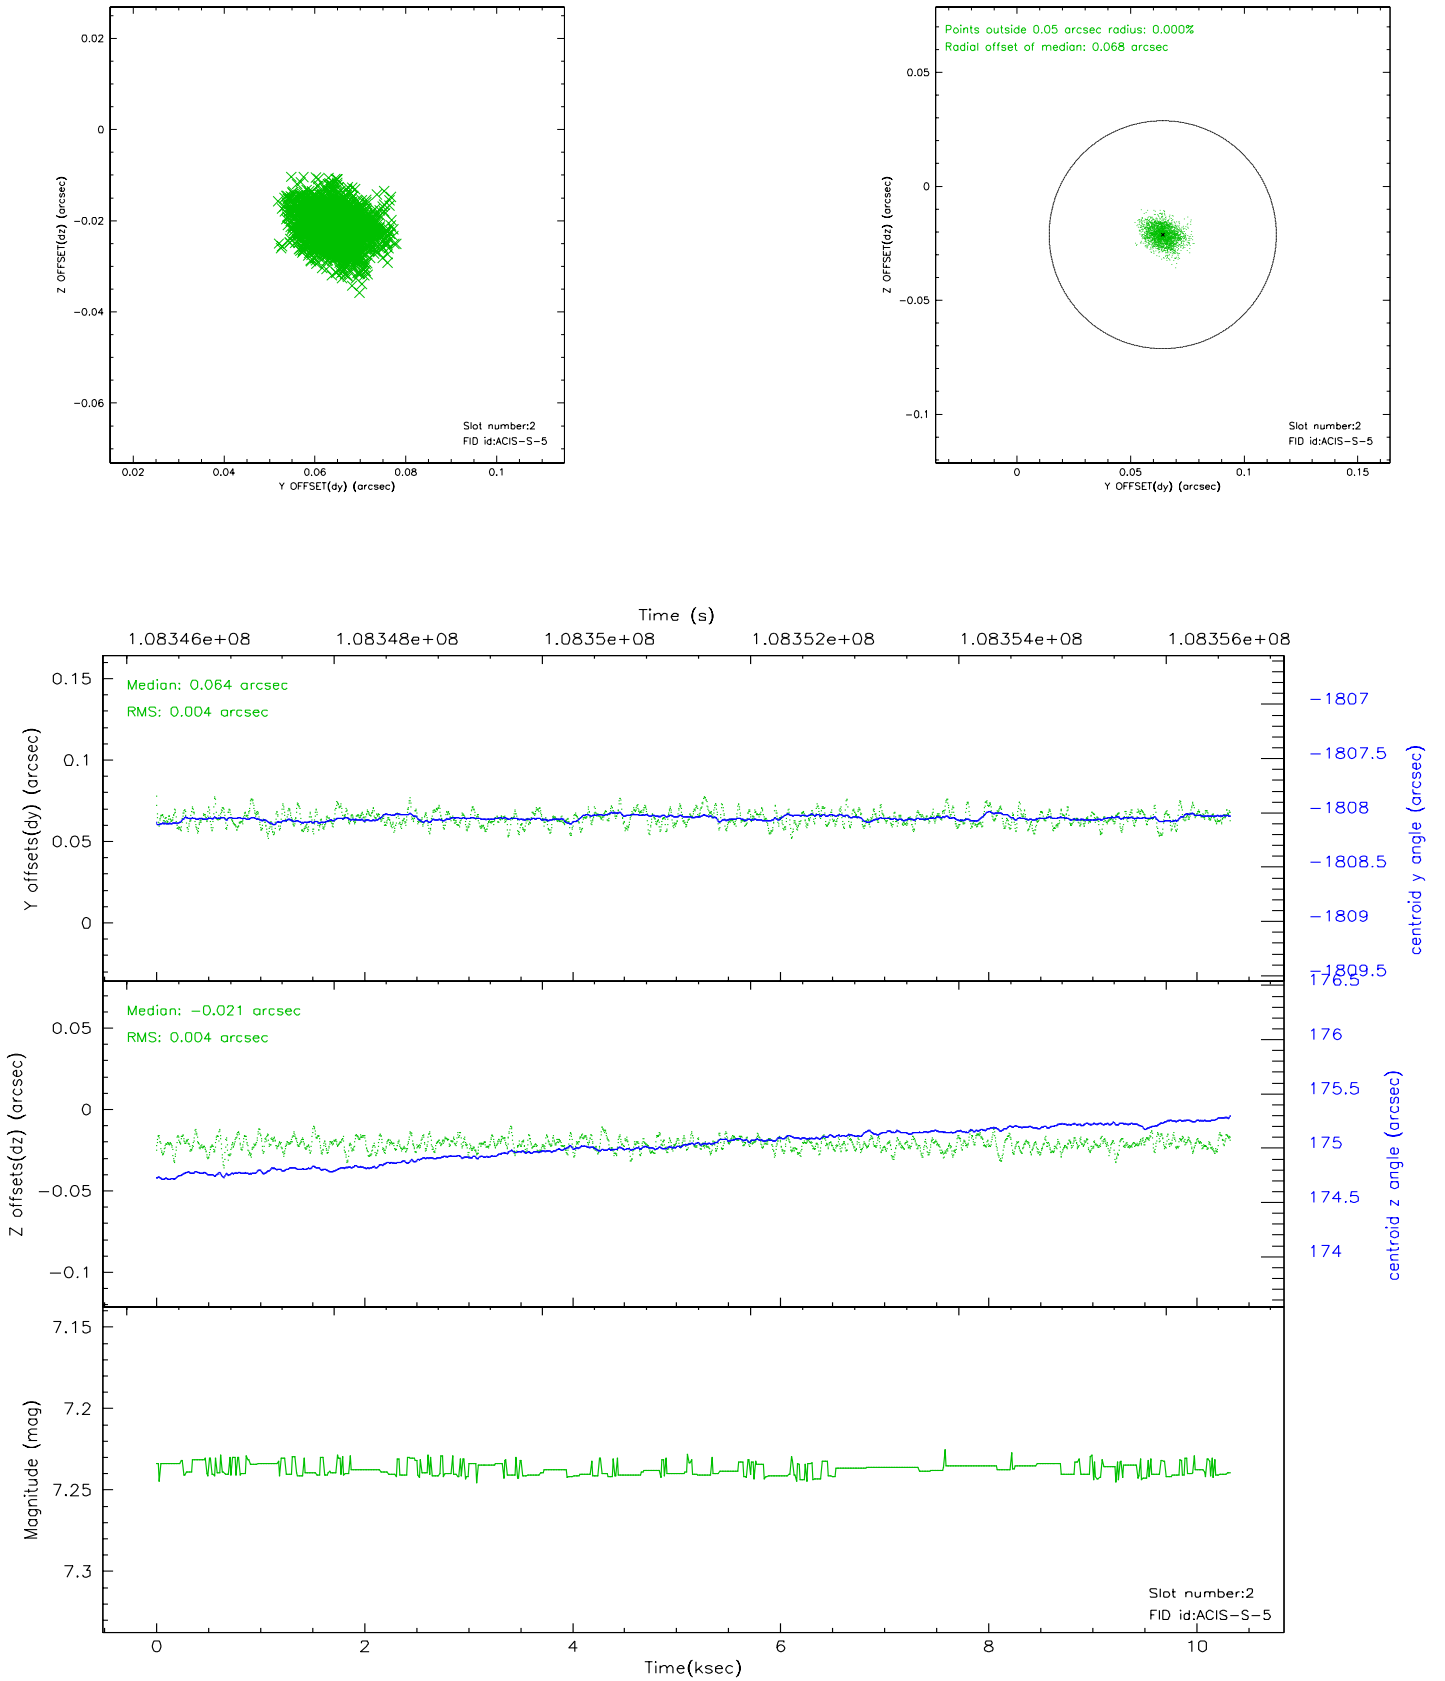 0.02
0
-0.02
-0.04
-0.06
Z OFFSET(dz) (arcsec)
Slot number:2
FID id:ACIS-S-5
0.02 0.04 0.06 0.08 0.1
Y OFFSET(dy) (arcsec)
Points outside 0.05 arcsec radius: 0.000%
Radial offset of median: 0.068 arcsec
0.05
0
-0.05
-0.1
Z OFFSET(dz) (arcsec)
Slot number:2
FID id:ACIS-S-5
0 0.05 0.1 0.15
Y OFFSET(dy) (arcsec)
Time (s)
1.08346e+08 1.08348e+08 1.0835e+08 1.08352e+08 1.08354e+08 1.08356e+08
Median: 0.064 arcsec
RMS: 0.004 arcsec
0.15
0.1
0.05
0
Y offsets(dy) (arcsec)
-1807
-1807.5
-1808
-1808.5
-1809
-1809.5
centroid y angle (arcsec)
Median: -0.021 arcsec
RMS: 0.004 arcsec
0.05
0
-0.05
-0.1
Z offsets(dz) (arcsec)
176.5
176
175.5
175
174.5
174
centroid z angle (arcsec)
7.15
7.2
7.25
7.3
Magnitude (mag)
Slot number:2
FID id:ACIS-S-5
0 2 4 6 8 10
Time(ksec)